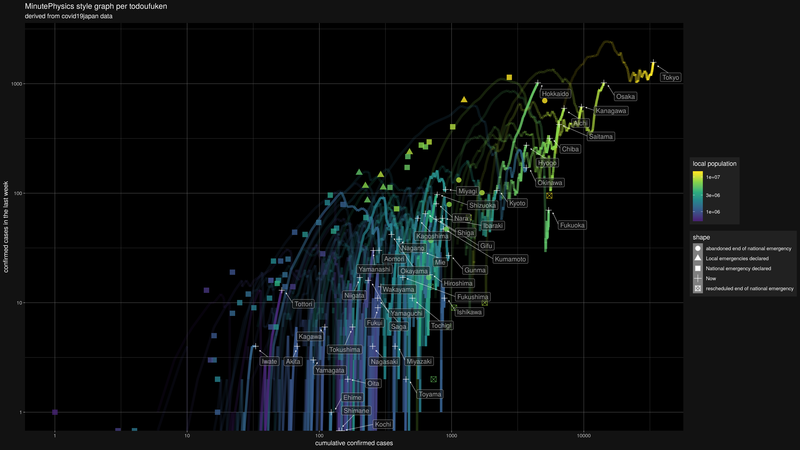 MinutePhysics style graph per todoufuken
derived from covid19japan data
confirmed cases in the last week
1000
100
10
1
1
10
100
1000
10000
cumulative confirmed cases
Tokyo
Hokkaido
Osaka
Kanagawa
Aichi
Saitama
Chiba
Hyogo
Okinawa
Miyagi
Shizuoka
Kyoto
Nara
Ibaraki
Fukuoka
Kagoshima
Shiga
Gifu
Nagano
Aomori
Mie
Kumamoto
Yamanashi
Okayama
Gunma
Wakayama
Hiroshima
Niigata
Fukushima
Tottori
Yamaguchi
Ishikawa
Fukui
Saga
Tochigi
Kagawa
Tokushima
Iwate
Akita
Nagasaki
Miyazaki
Yamagata
Oita
Toyama
Ehime
Shimane
Kochi
local population
1e+07
3e+06
1e+06
shape
abandoned end of national emergency
Local emergencies declared
National emergency declared
Now
rescheduled end of national emergency